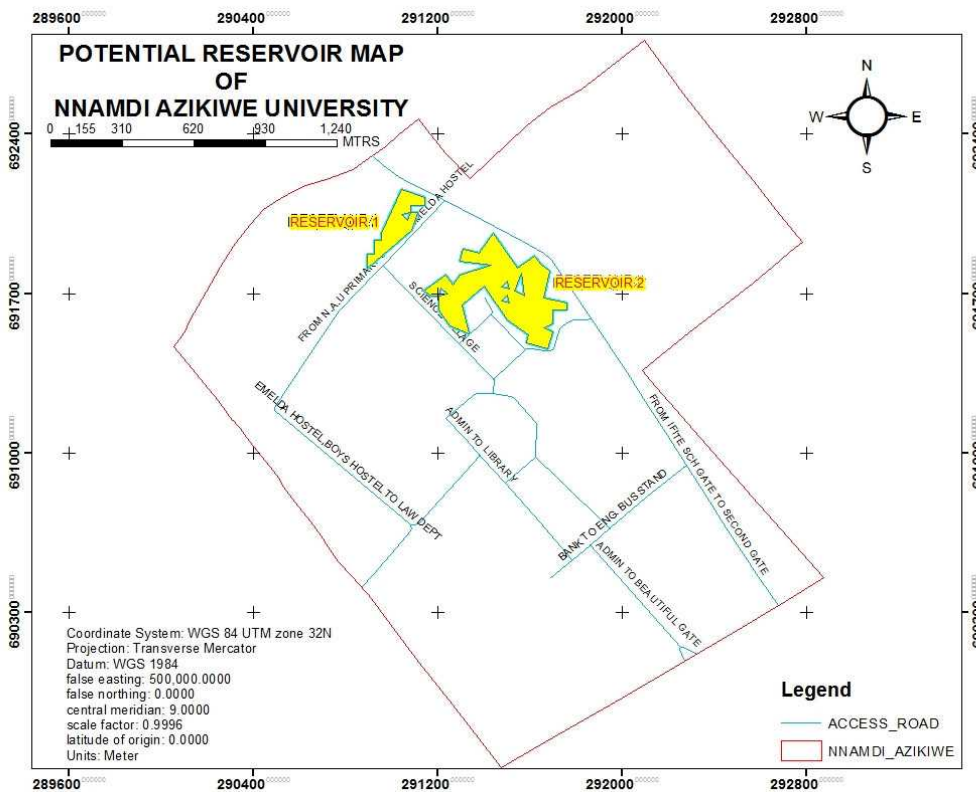 289600 290400 291200 292000 292800
POTENTIAL RESERVOIR MAP
OF
NNAMDI AZIKIWE UNIVERSITY
0 155 310 620 930 1,240
MTRS
N
W E
S
692400
691700
691000
690300
RESERVOIR 1
RESERVOIR 2
MELDA HOSTEL
FROM N.A.U PRIMAR
EMELDA HOSTEL,BOYS HOSTEL TO LAW DEPT
ADMIN TO LIBRARY
BANK TO ENG. BUS STAND
ADMIN TO BEAUTIFUL GATE
FROM IFITE SCH GATE TO SECOND GATE
Coordinate System: WGS 84 UTM zone 32N
Projection: Transverse Mercator
Datum: WGS 1984
false easting: 500,000.0000
false northing: 0.0000
central meridian: 9.0000
scale factor: 0.9996
latitude of origin: 0.0000
Units: Meter
Legend
ACCESS_ROAD
NNAMDI_AZIKIWE
289600 290400 291200 292000 292800